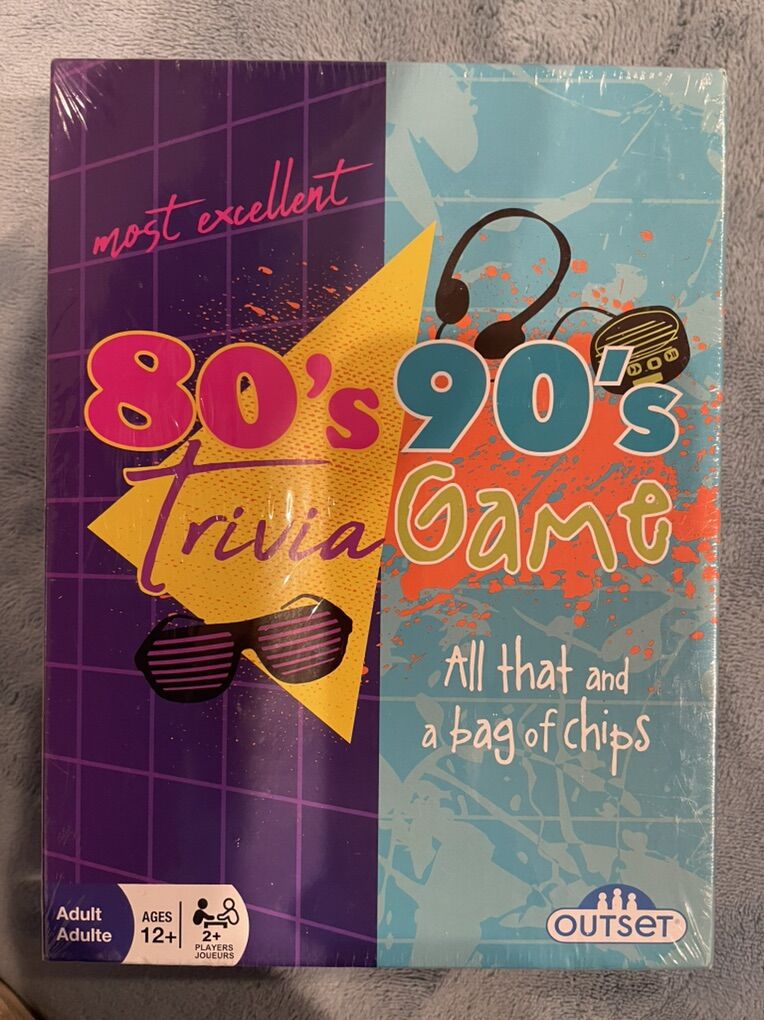 most excellent
80's 90's
Trivia Game
All that and
a bag of chips
Adult
Adulte
AGES
12+
2+
PLAYERS
JOUEURS
OUTSET